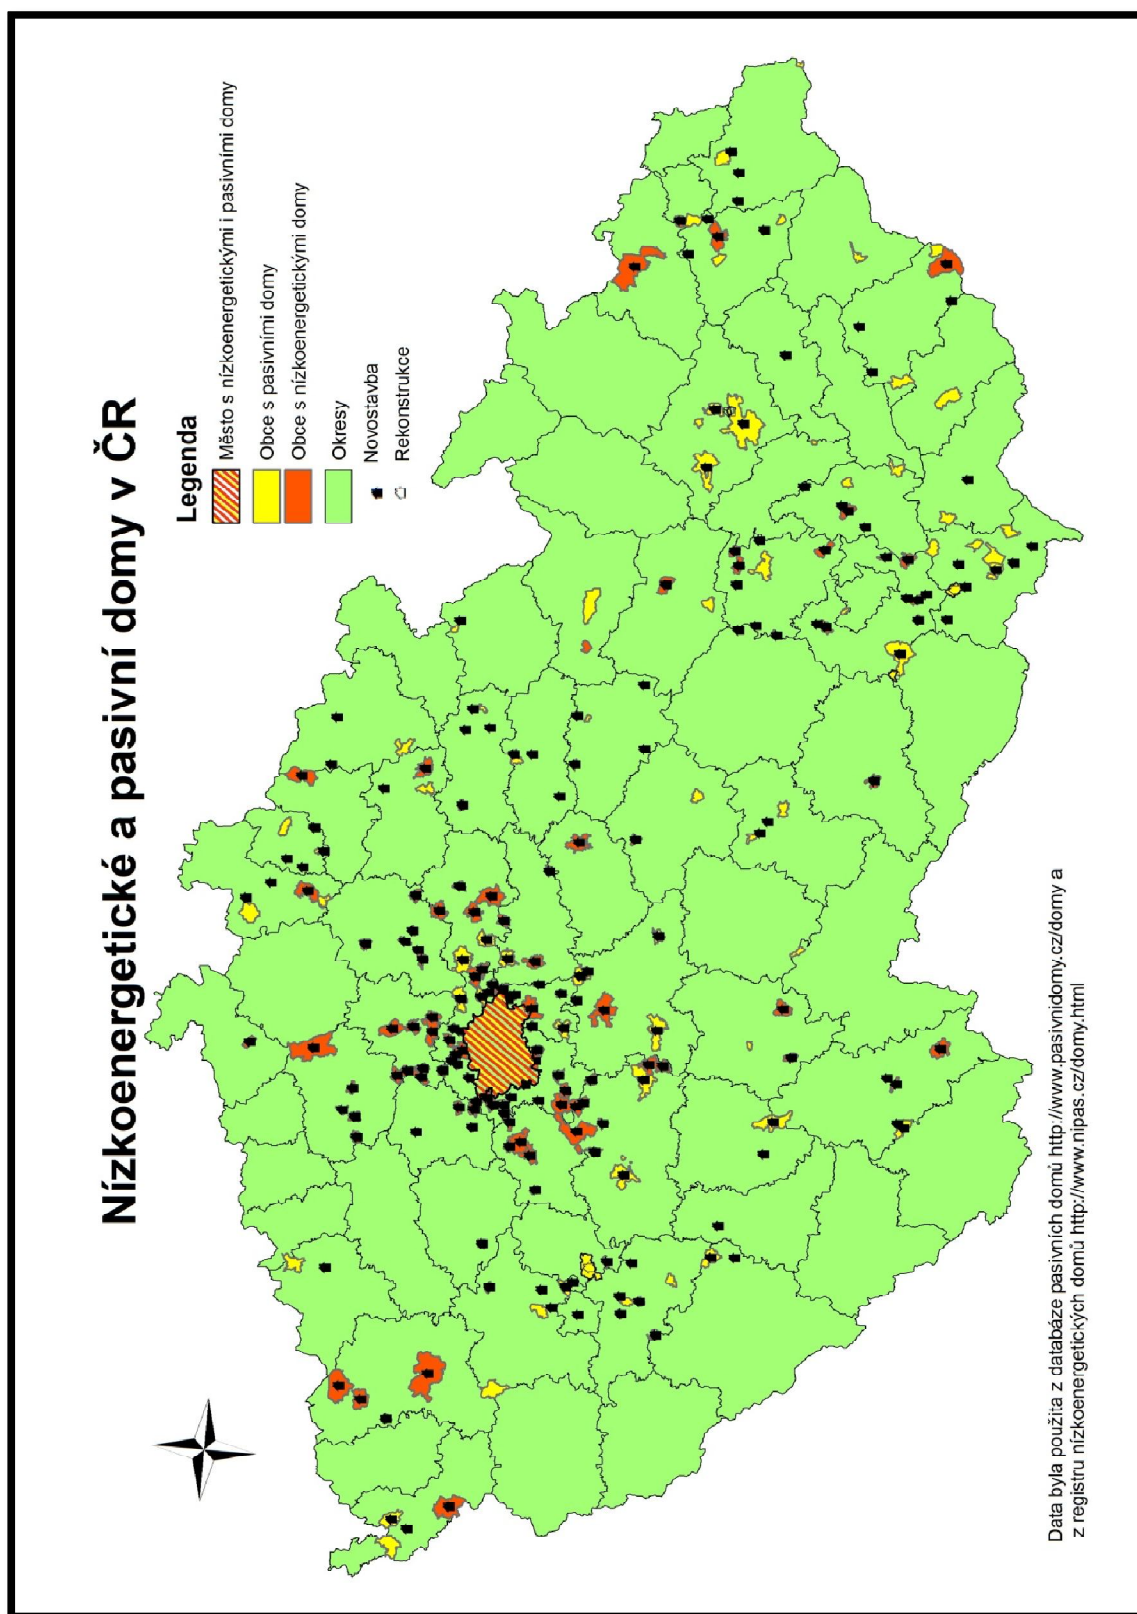 Nízkoenergetické a pasivní domy v ČR
Legenda
Město s nízkoenergetickými i pasivními domy
Obce s pasivními domy
Obce s nízkoenergetickými domy
Okresy
Novostavba
Rekonstrukce
Data byla použita z databáze pasivních domů http://www.pasivnidomy.cz/domy a
z registru nízkoenergetických domů http://www.nipas.cz/domy.html